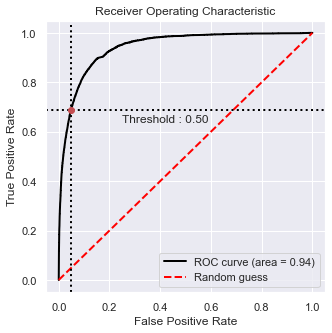 Receiver Operating Characteristic
1.0
0.8
0.6
0.4
0.2
0.0
True Positive Rate
Threshold : 0.50
ROC curve (area = 0.94)
Random guess
0.0 0.2 0.4 0.6 0.8 1.0
False Positive Rate